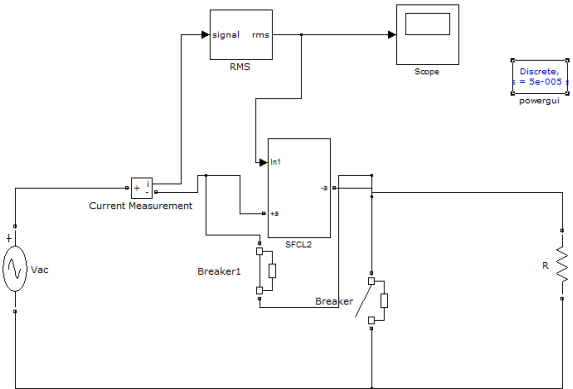 signal rms
RMS
Scope
Discrete,
s = 5e-005 s
powergui
In1
-a
+a
SFCL2
+ i
-
Current Measurement
+
Vac
Breaker1
Breaker
R